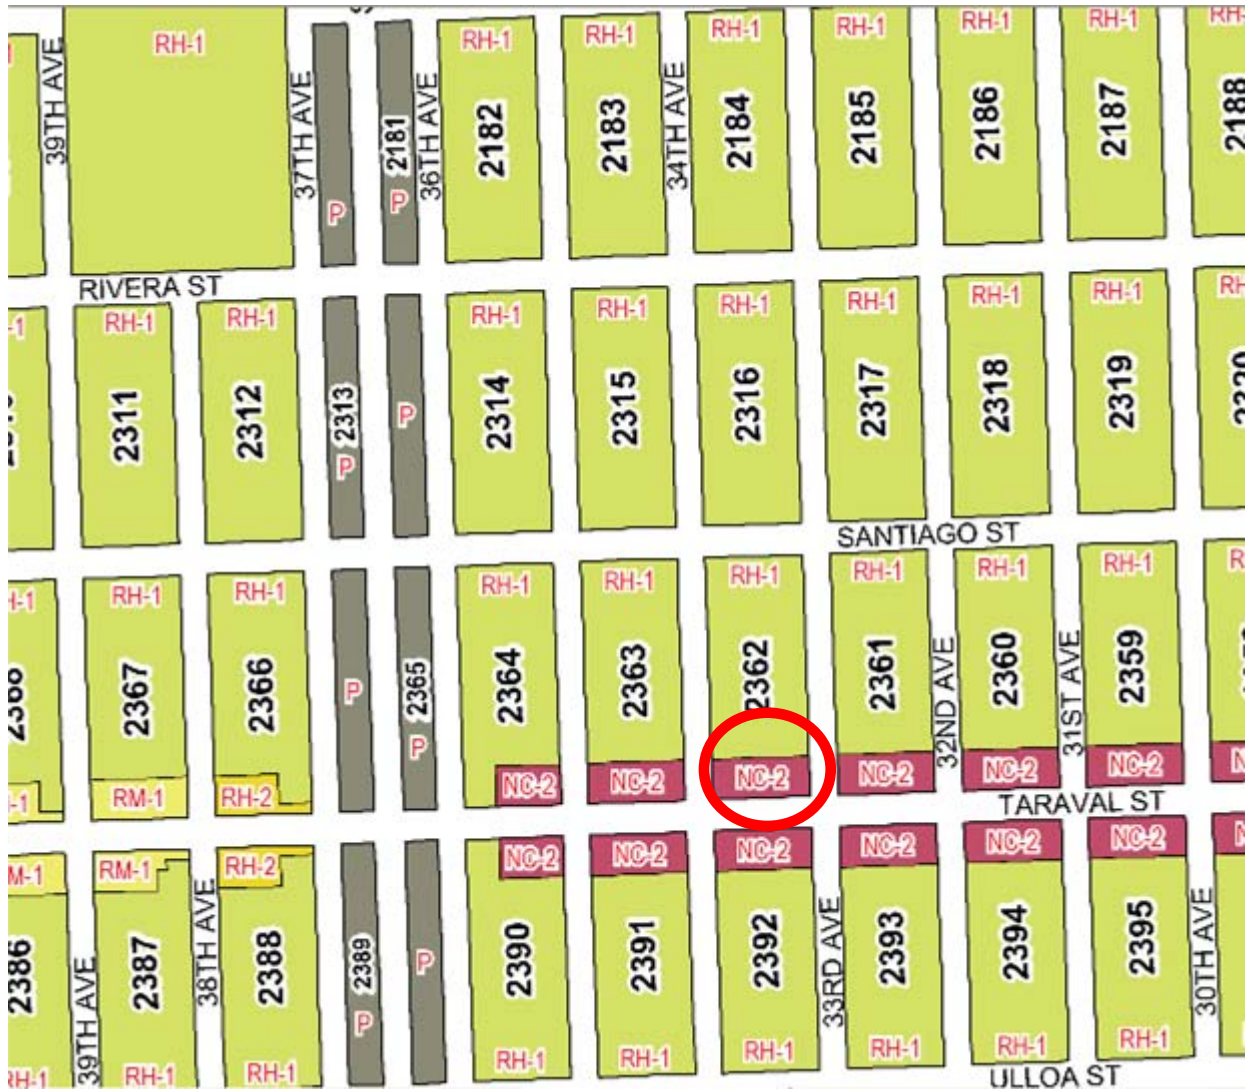 RH-1 RH-1 RH-1 RH-1 RH-1 RH-1 RH-1
39TH AVE
37TH AVE
P
2181
P
36TH AVE
2182
2183
34TH AVE
2184
2185
2186
2187
2188
RIVERA ST
RH-1 RH-1 RH-1 RH-1 RH-1 RH-1 RH-1 RH-1
2311
2312
2313
P
P
2314
2315
2316
2317
2318
2319
2320
SANTIAGO ST
RH-1 RH-1 RH-1 RH-1 RH-1 RH-1 RH-1 RH-1
2367
2366
P
2365
P
2364
2363
2362
2361
32ND AVE
2360
31ST AVE
2359
RM-1 RH-2 NC-2 NC-2 NC-2 NC-2 NC-2 NC-2
TARAVAL ST
RM-1 RH-2 NC-2 NC-2 NC-2 NC-2 NC-2 NC-2
2386
39TH AVE
2387
38TH AVE
2388
2389
P
P
2390
2391
2392
33RD AVE
2393
2394
2395
30TH AVE
RH-1 RH-1 RH-1 RH-1 RH-1 RH-1 RH-1 RH-1 RH-1
ULLOA ST